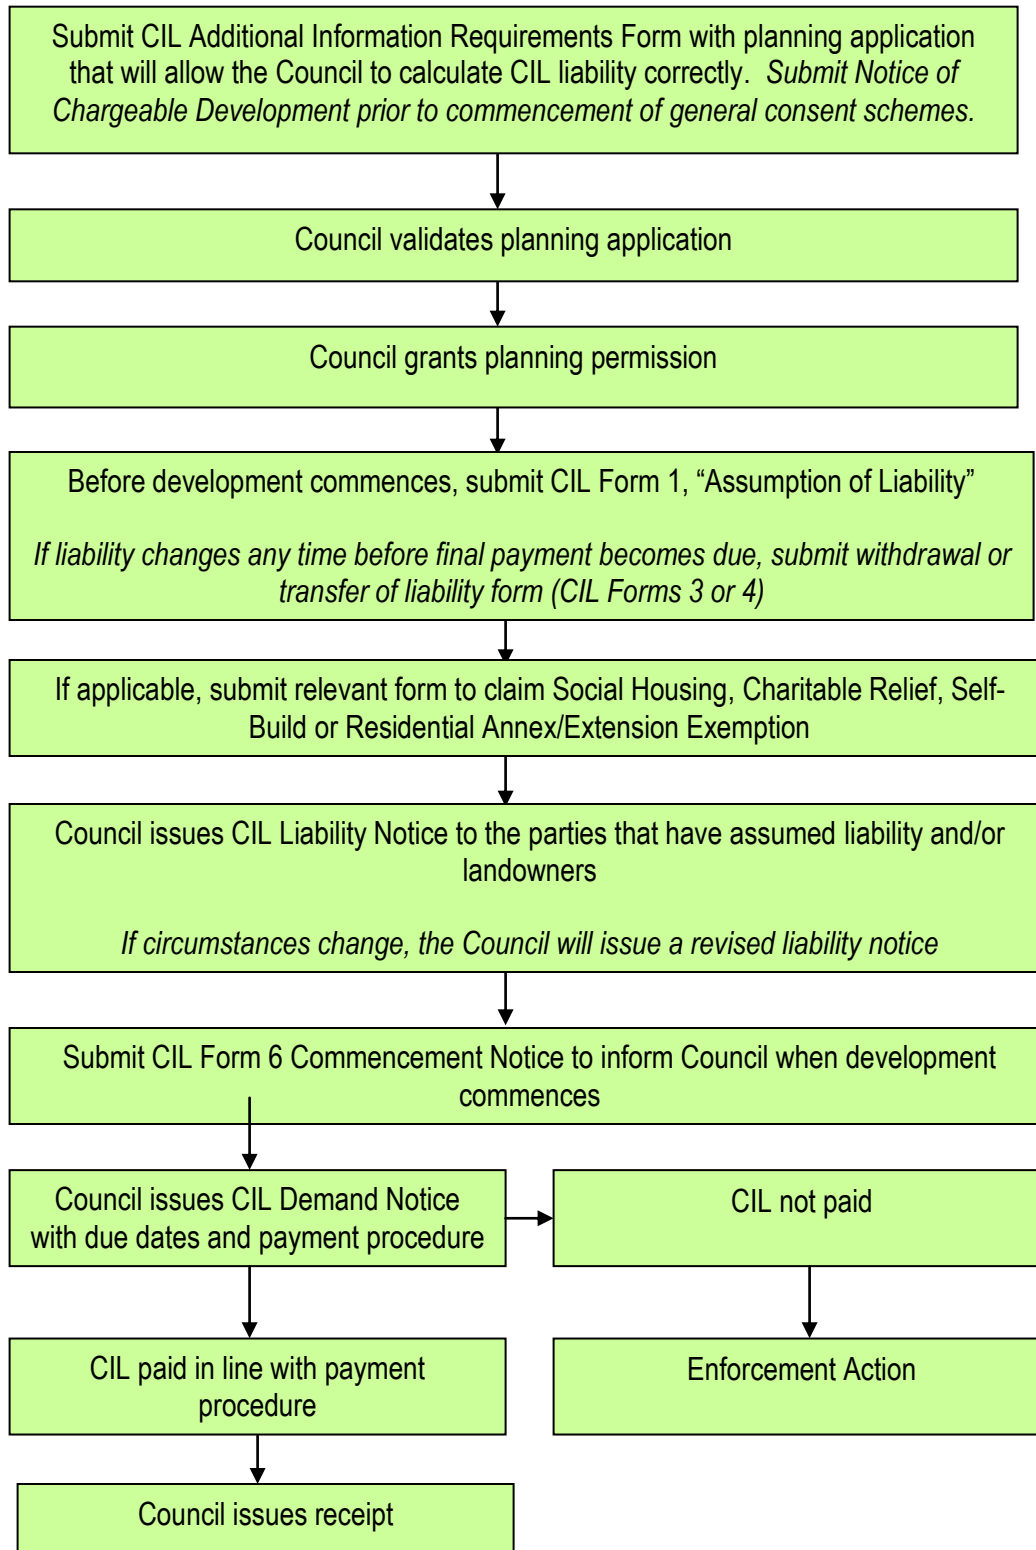 Submit CIL Additional Information Requirements Form with planning application
that will allow the Council to calculate CIL liability correctly. Submit Notice of
Chargeable Development prior to commencement of general consent schemes.
Council validates planning application
Council grants planning permission
Before development commences, submit CIL Form 1, “Assumption of Liability”
If liability changes any time before final payment becomes due, submit withdrawal or
transfer of liability form (CIL Forms 3 or 4)
If applicable, submit relevant form to claim Social Housing, Charitable Relief, Self-
Build or Residential Annex/Extension Exemption
Council issues CIL Liability Notice to the parties that have assumed liability and/or
landowners
If circumstances change, the Council will issue a revised liability notice
Submit CIL Form 6 Commencement Notice to inform Council when development
commences
Council issues CIL Demand Notice
with due dates and payment procedure
CIL not paid
CIL paid in line with payment
procedure
Enforcement Action
Council issues receipt